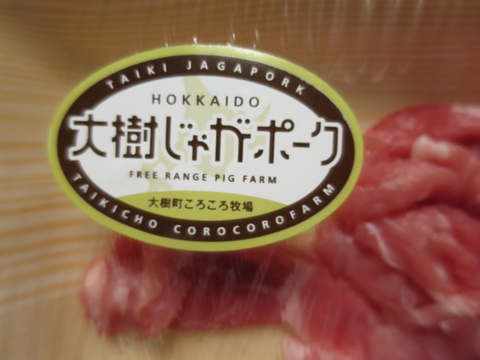 TAIKI JAGAPORK
HOKKAIDO
大樹じゃがポーク
FREE RANGE PIG FARM
大樹町ころころ牧場
TAIKICHO COROCOROFARM